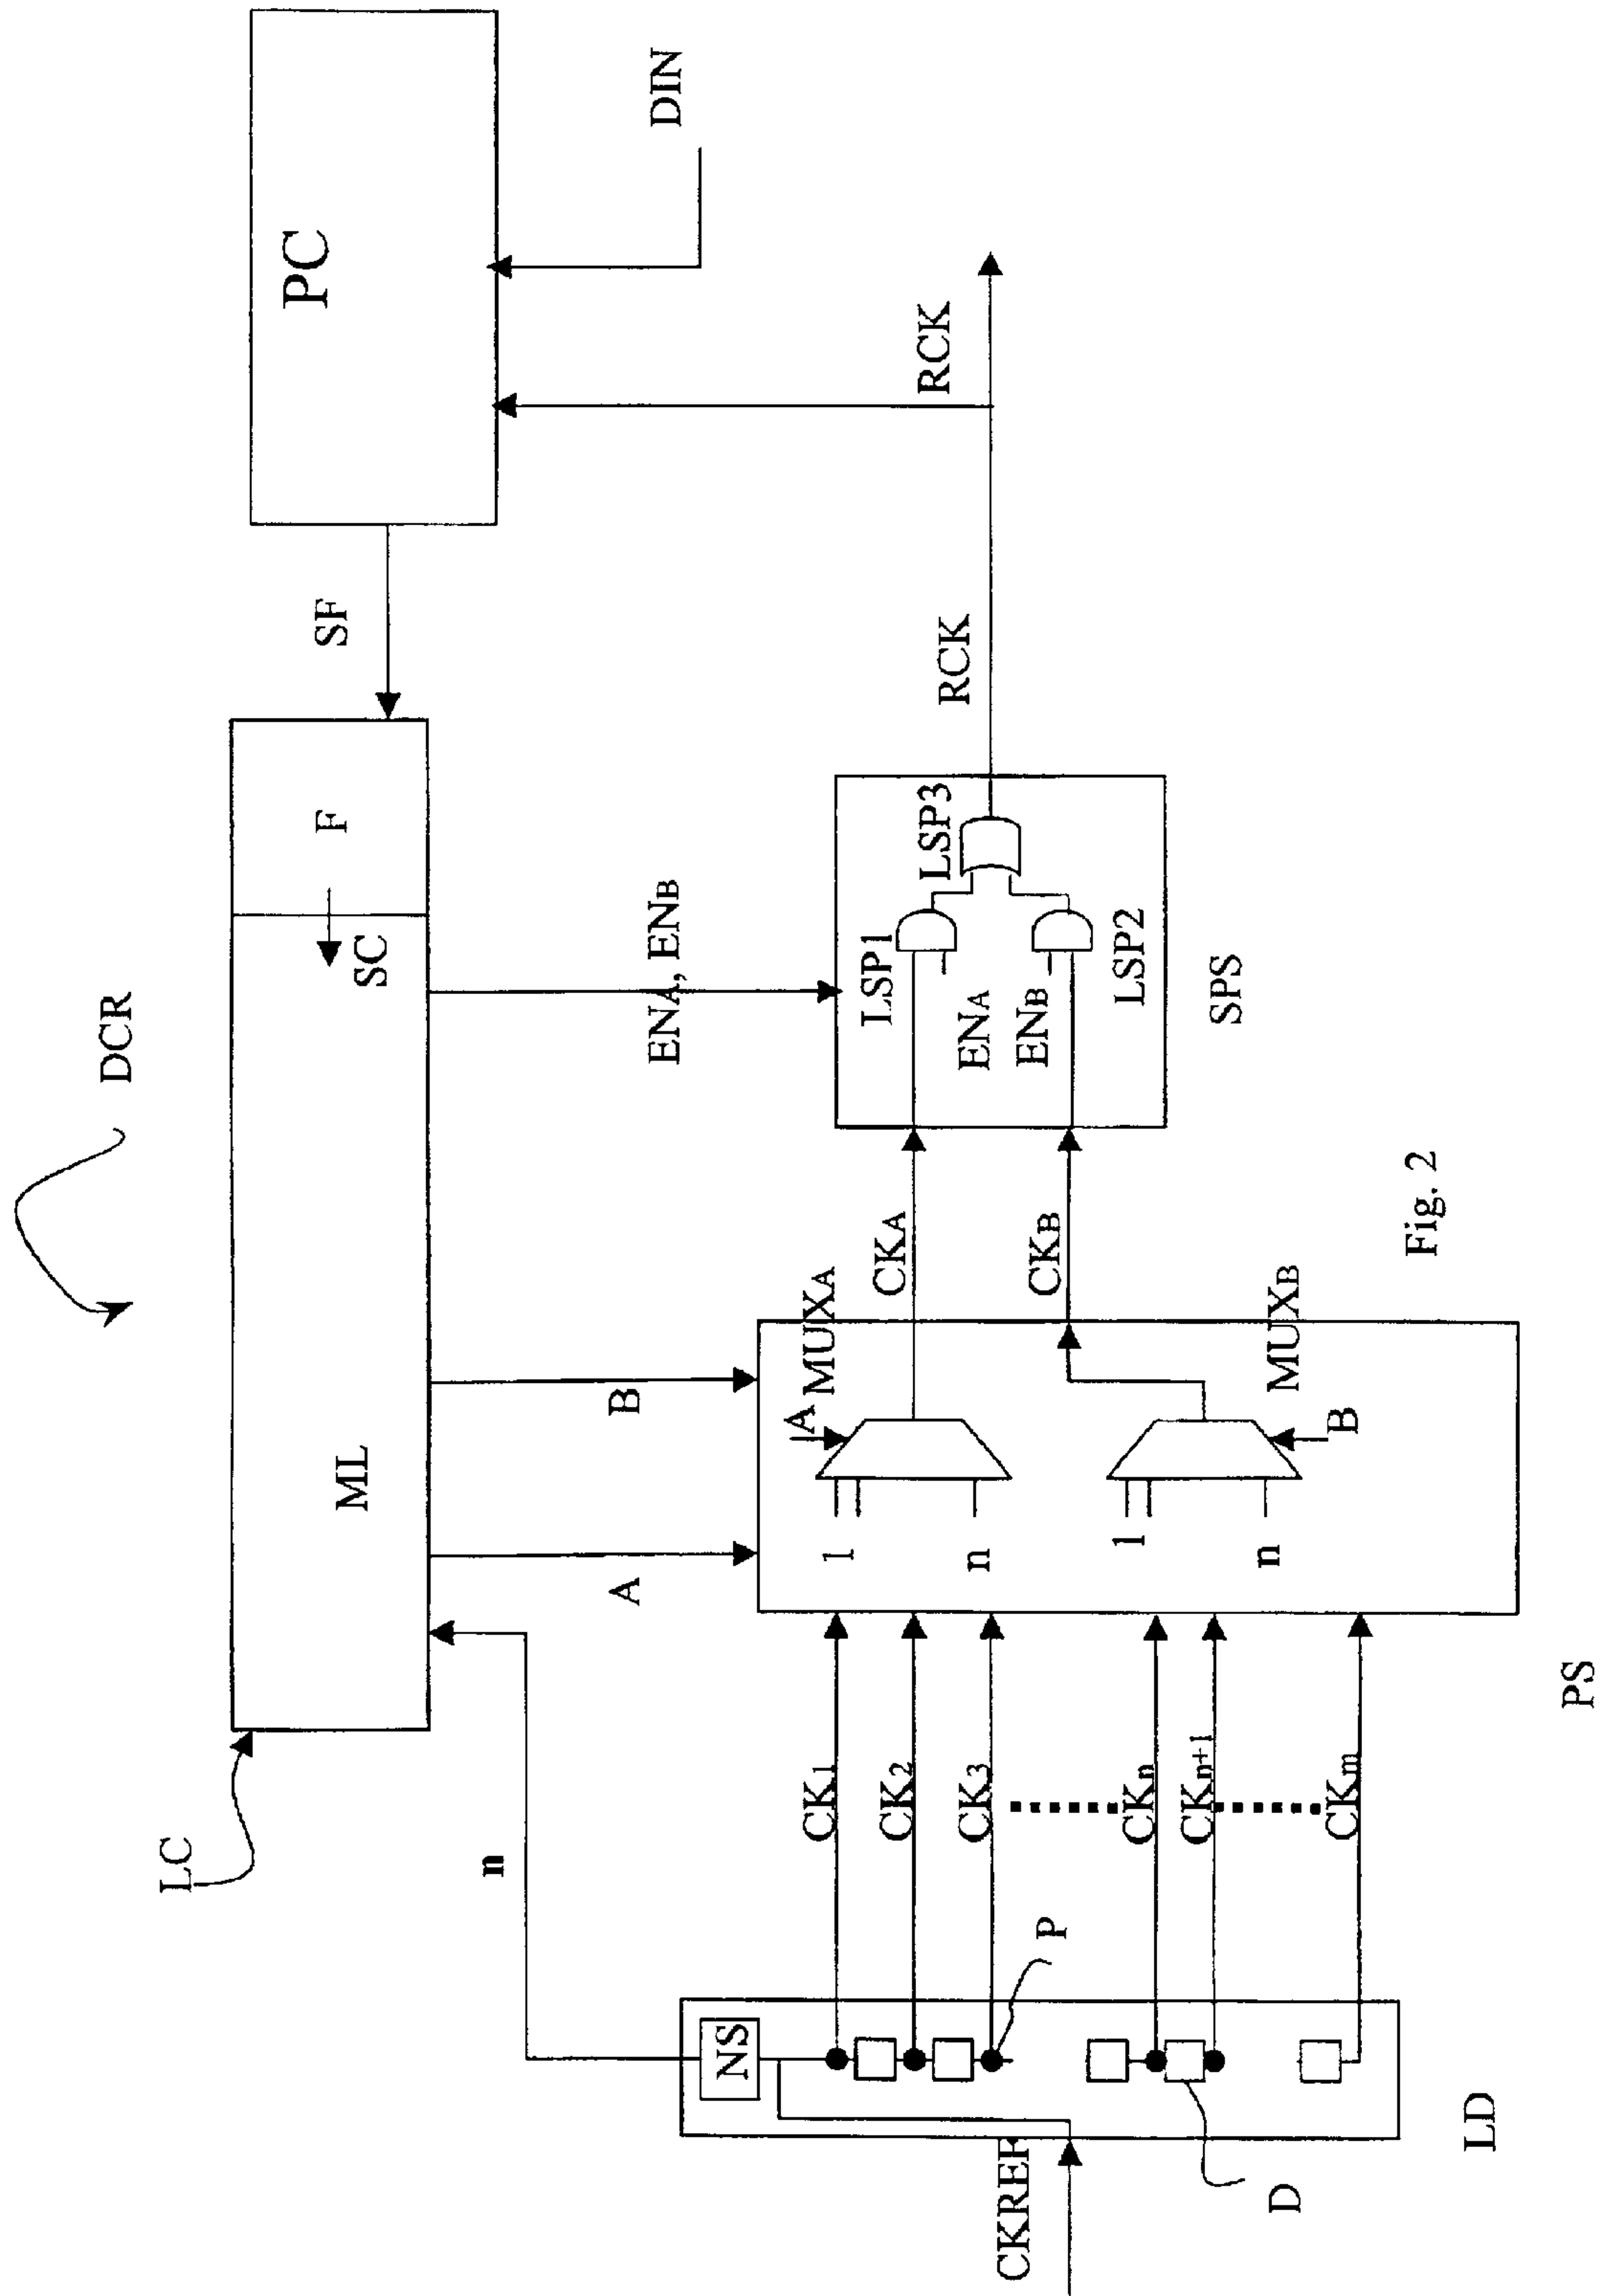 DCR
LC
ML
SC
F
SF
PC
DIN
n
A
B
ENA, ENB
RCK
RCK
NS
CKREF
P
D
LD
CK1
CK2
CK3
CKn
CKn+1
CKm
A
MUXA
1
n
1
n
B
MUXB
PS
CKA
CKB
LSP1
ENA
ENB
LSP2
LSP3
SPS
Fig. 2